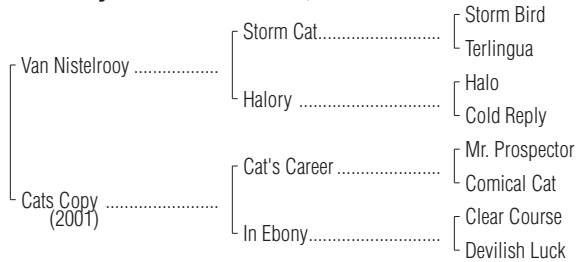 Storm Bird
Storm Cat
Terlingua
Van Nistelrooy
Halo
Halory
Cold Reply
Mr. Prospector
Cat's Career
Comical Cat
Cats Copy
(2001)
Clear Course
In Ebony
Devilish Luck